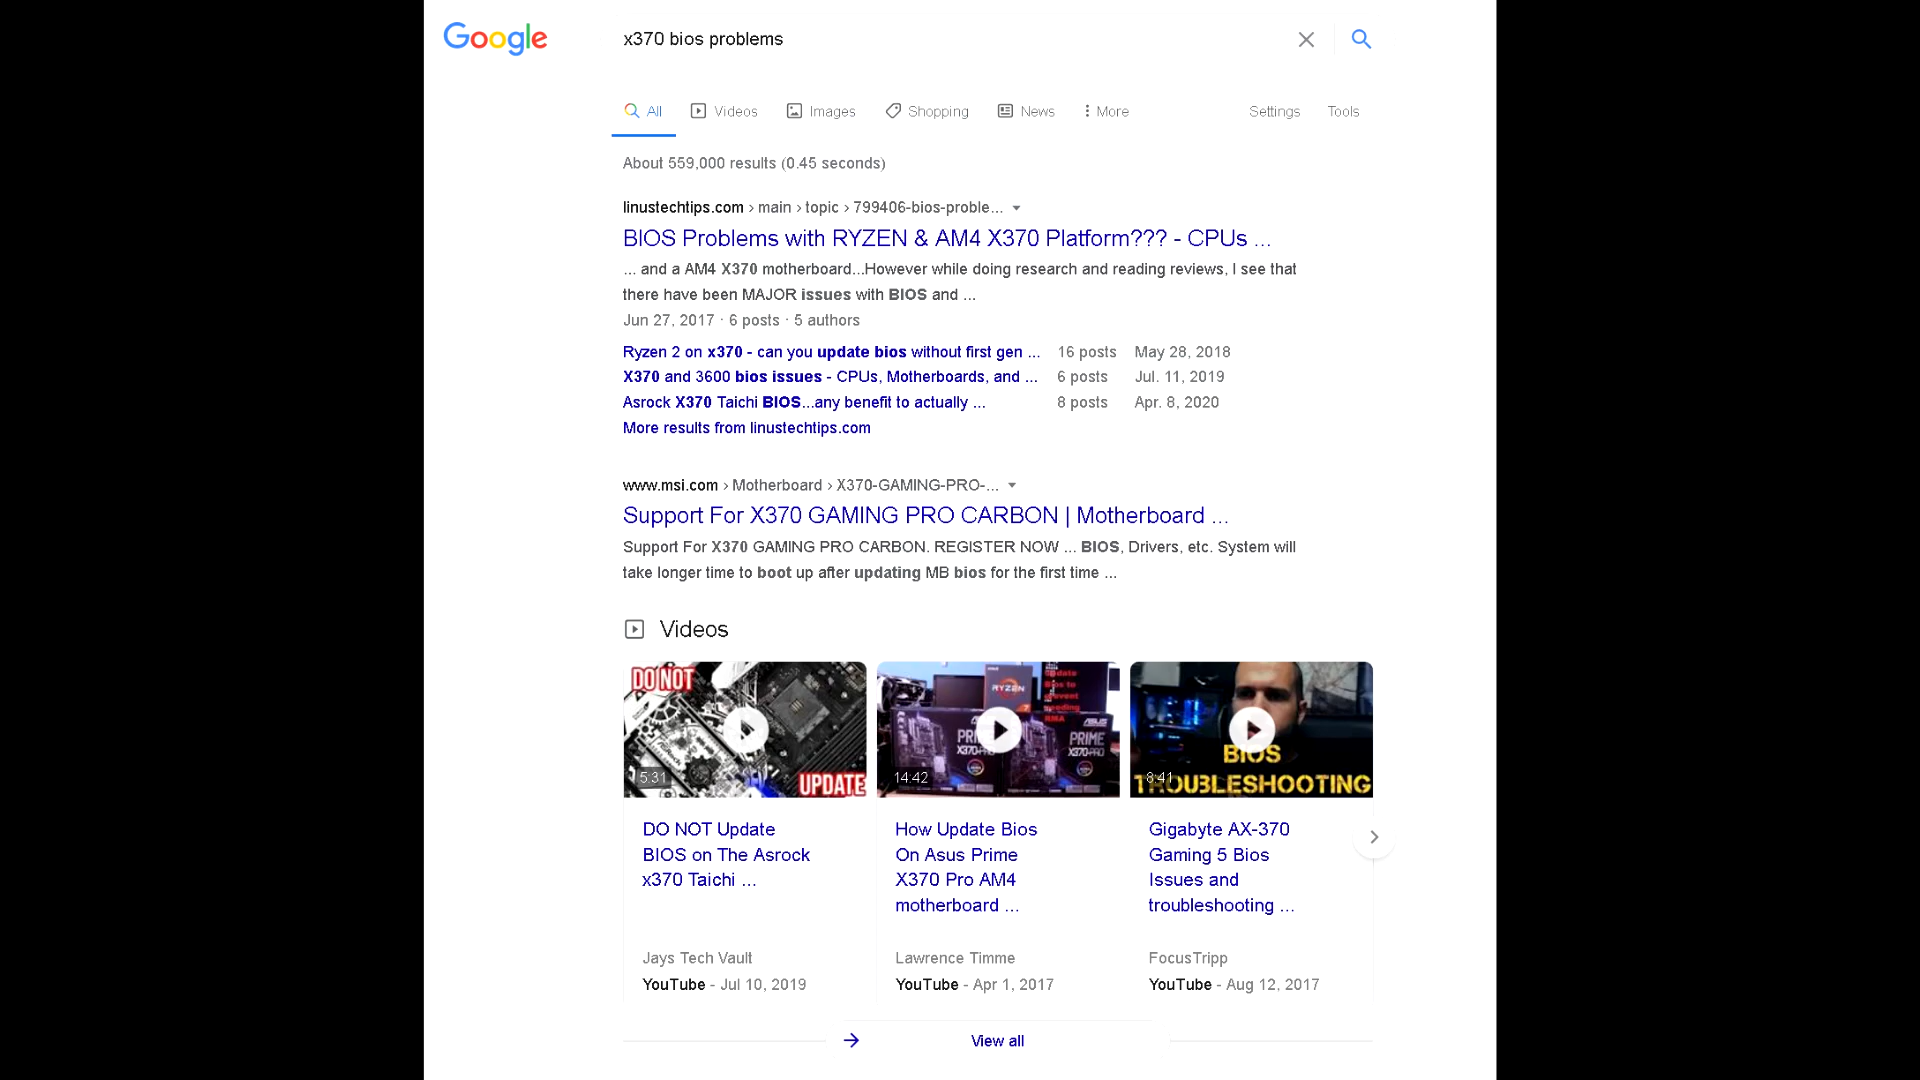 Google
x370 bios problems
All Videos Images Shopping News More Settings Tools
About 559,000 results (0.45 seconds)
linustechtips.com › main › topic › 799406-bios-proble...
BIOS Problems with RYZEN & AM4 X370 Platform??? - CPUs ...
... and a AM4 X370 motherboard...However while doing research and reading reviews, I see that
there have been MAJOR issues with BIOS and ...
Jun 27, 2017 · 6 posts · 5 authors
Ryzen 2 on x370 - can you update bios without first gen ... 16 posts May 28, 2018
X370 and 3600 bios issues - CPUs, Motherboards, and ... 6 posts Jul. 11, 2019
Asrock X370 Taichi BIOS...any benefit to actually ... 8 posts Apr. 8, 2020
More results from linustechtips.com
www.msi.com › Motherboard › X370-GAMING-PRO-...
Support For X370 GAMING PRO CARBON | Motherboard ...
Support For X370 GAMING PRO CARBON. REGISTER NOW ... BIOS, Drivers, etc. System will
take longer time to boot up after updating MB bios for the first time ...
Videos
DO NOT
UPDATE
5:31
RYZEN
Update
Bios to
prevent
needing
RMA
ASUS
PRIME
X370-PRO
14:42
BIOS
TROUBLESHOOTING
8:41
DO NOT Update
BIOS on The Asrock
x370 Taichi ...
Jays Tech Vault
YouTube - Jul 10, 2019
How Update Bios
On Asus Prime
X370 Pro AM4
motherboard ...
Lawrence Timme
YouTube - Apr 1, 2017
Gigabyte AX-370
Gaming 5 Bios
Issues and
troubleshooting ...
FocusTripp
YouTube - Aug 12, 2017
View all